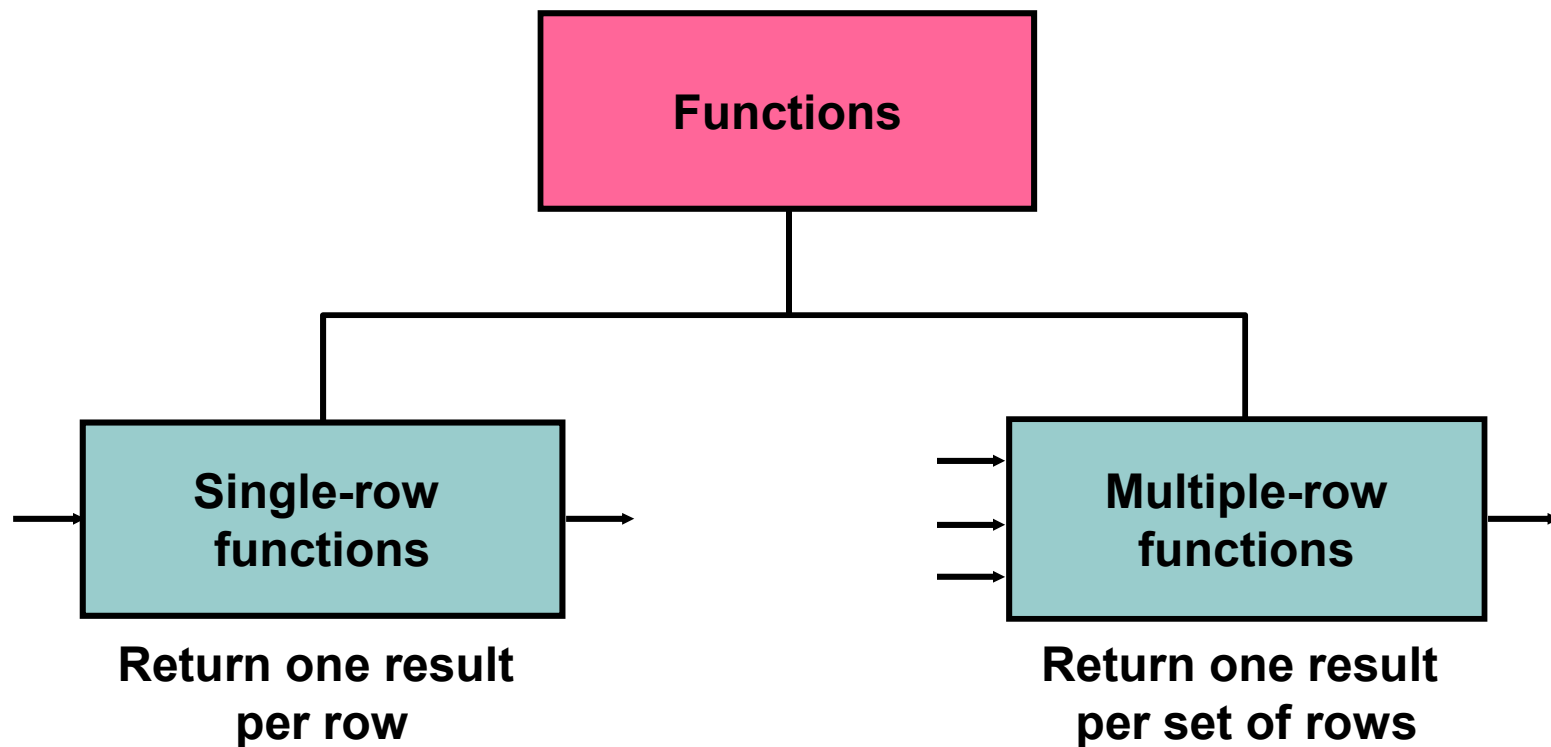 Functions
Single-row
functions
Return one result
per row
Multiple-row
functions
Return one result
per set of rows